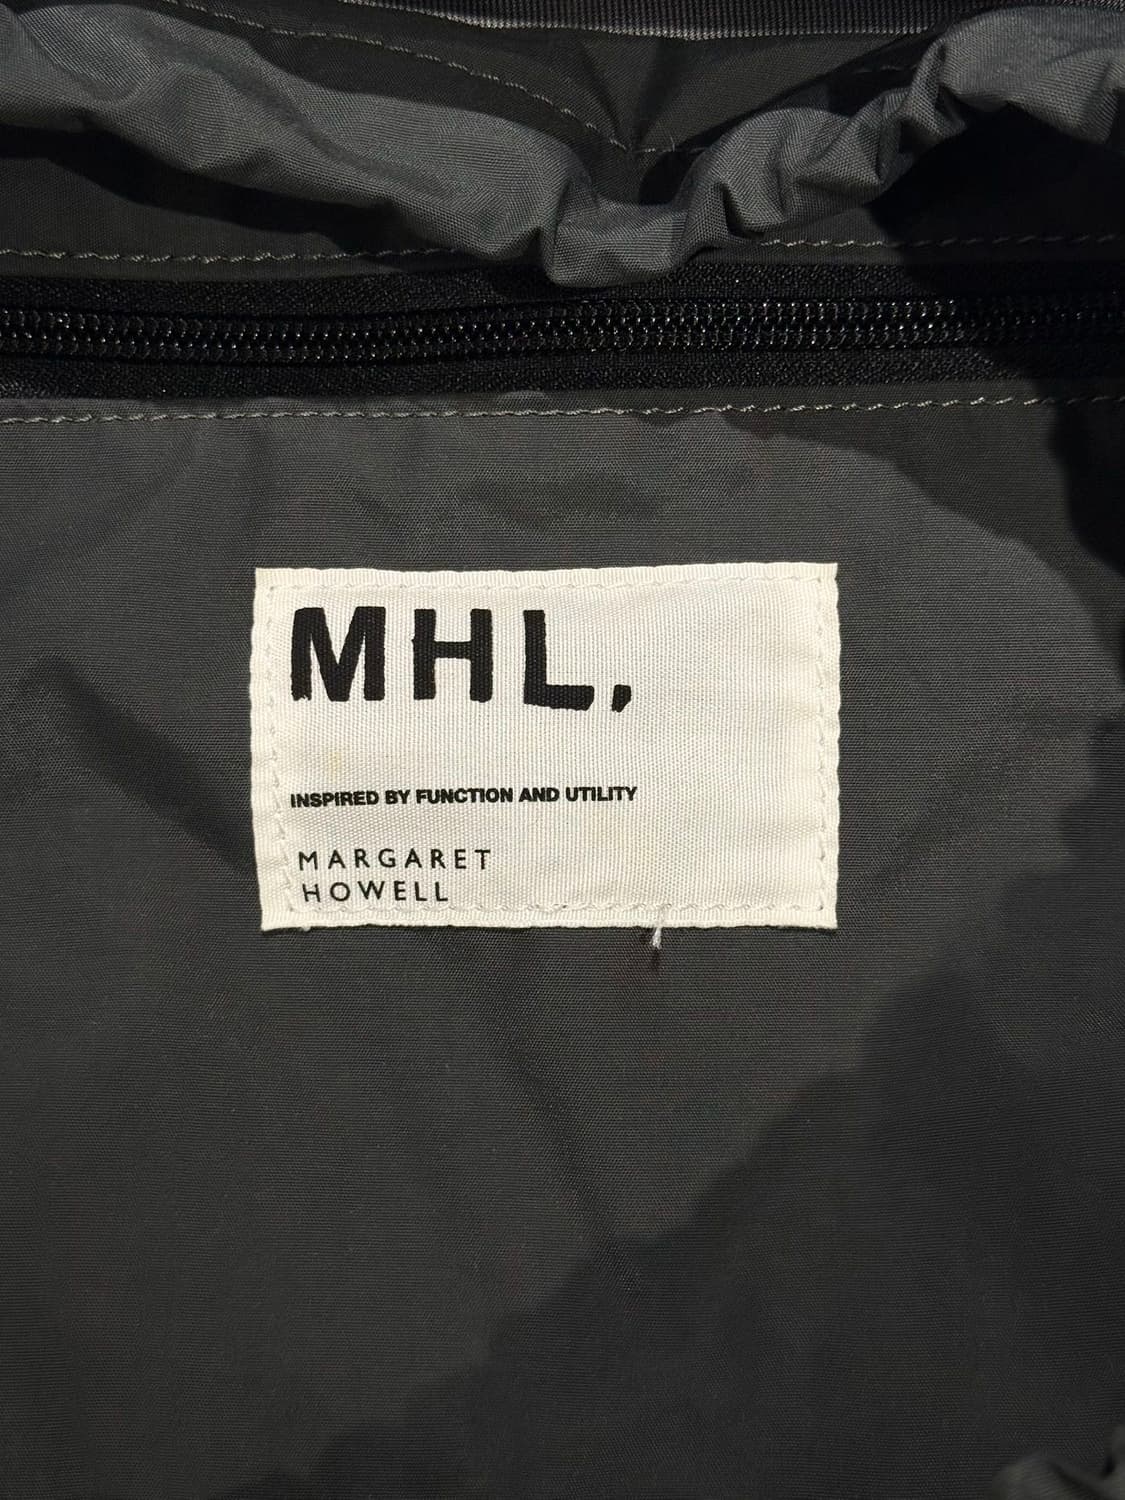 MHL.
INSPIRED BY FUNCTION AND UTILITY
MARGARET
HOWELL